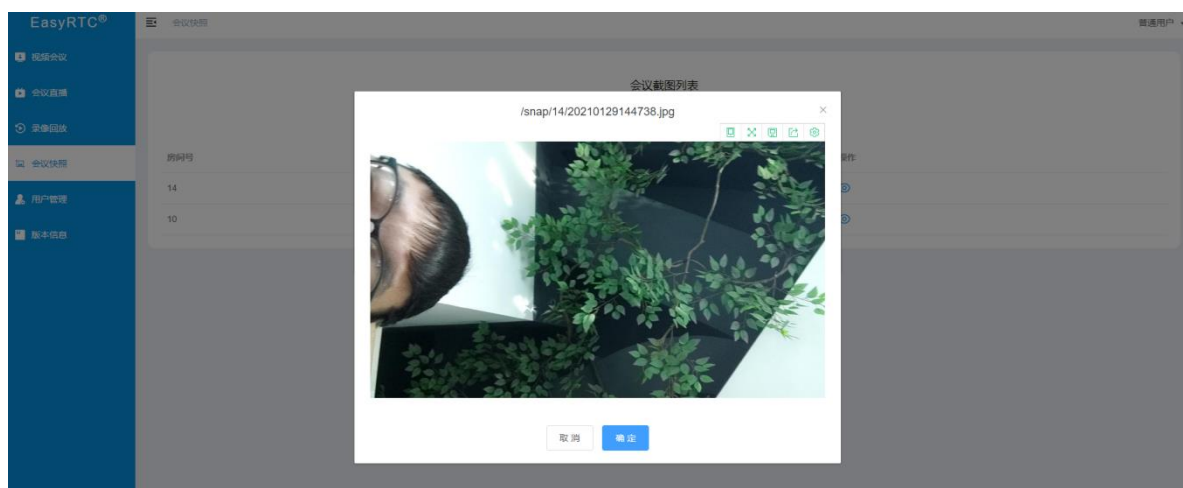 EasyRTC®
会议快照
普通用户
视频会议
会议直播
录像回放
会议快照
用户管理
版本信息
会议截图列表
/snap/14/20210129144738.jpg
房间号
操作
14
10
取消
确定